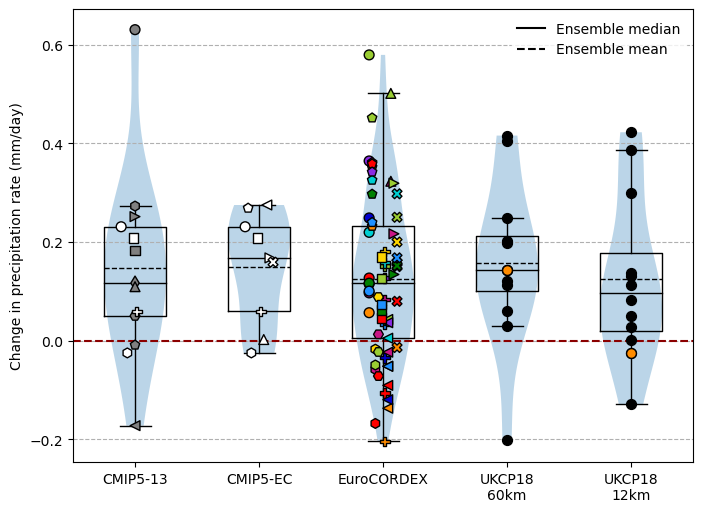 Change in precipitation rate (mm/day)
0.6
0.4
0.2
0.0
−0.2
Ensemble median
Ensemble mean
CMIP5-13
CMIP5-EC
EuroCORDEX
UKCP18
60km
UKCP18
12km